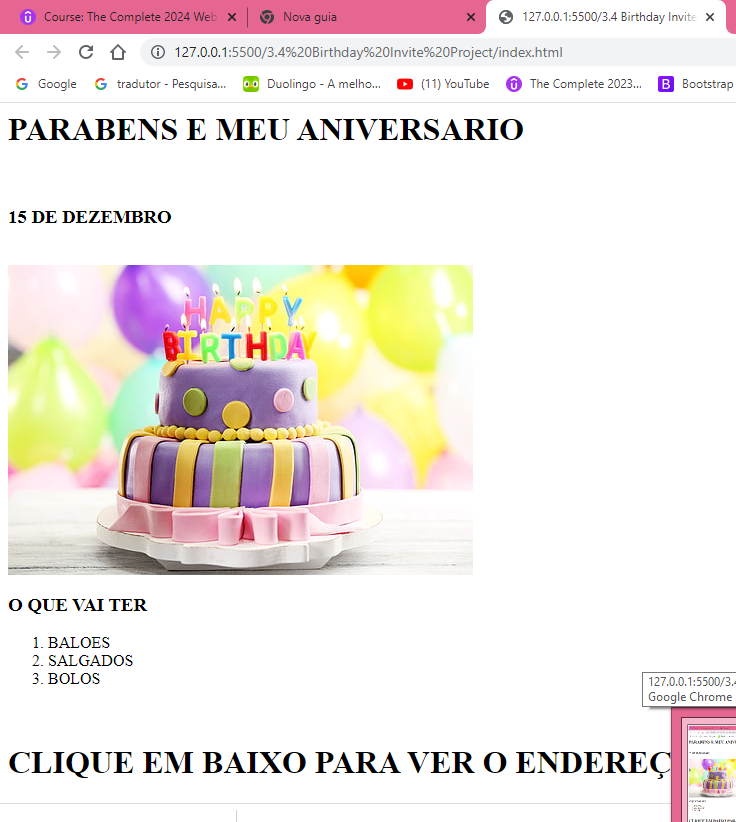 Course: The Complete 2024 Web
Nova guia
127.0.0.1:5500/3.4 Birthday Invite
127.0.0.1:5500/3.4%20Birthday%20Invite%20Project/index.html
Google
tradutor - Pesquisa...
Duolingo - A melho...
(11) YouTube
The Complete 2023...
Bootstrap
PARABENS E MEU ANIVERSARIO
15 DE DEZEMBRO
HAPPY
BIRTHDAY
O QUE VAI TER
1. BALOES
2. SALGADOS
3. BOLOS
127.0.0.1:5500/3.4
Google Chrome
CLIQUE EM BAIXO PARA VER O ENDEREÇ